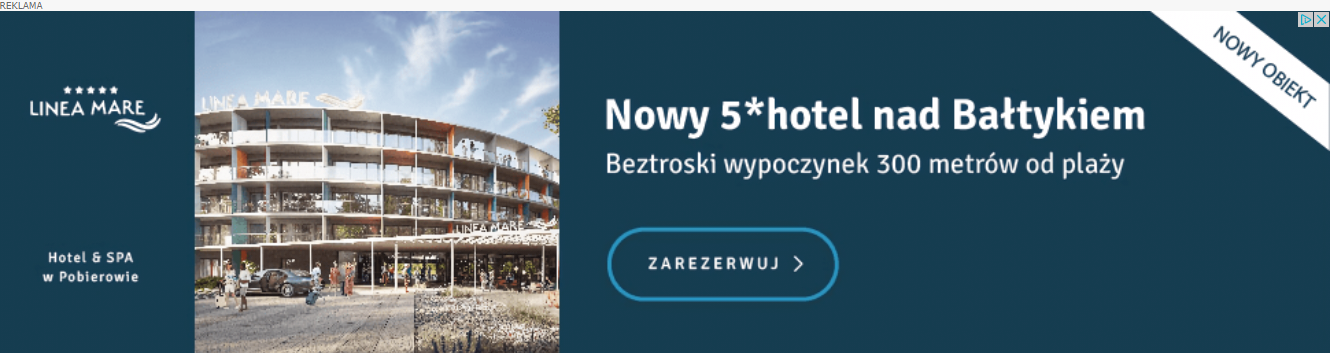 REKLAMA
LINEA MARE
Hotel & SPA
w Pobierowie
LINEA MARE
LINEA MARE
Nowy 5*hotel nad Bałtykiem
Beztroski wypoczynek 300 metrów od plaży
ZAREZERWUJ
NOWY OBIEKT